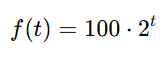 f(t) = 100 · 2^t